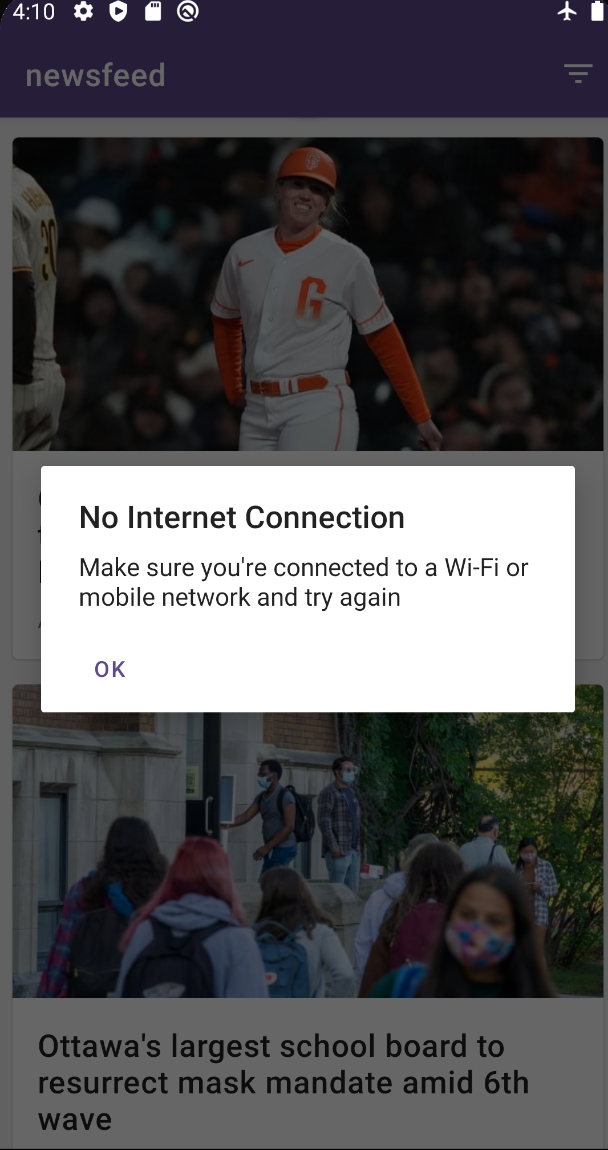 4:10
newsfeed
30
G
No Internet Connection
Make sure you're connected to a Wi-Fi or
mobile network and try again
OK
Ottawa's largest school board to
resurrect mask mandate amid 6th
wave